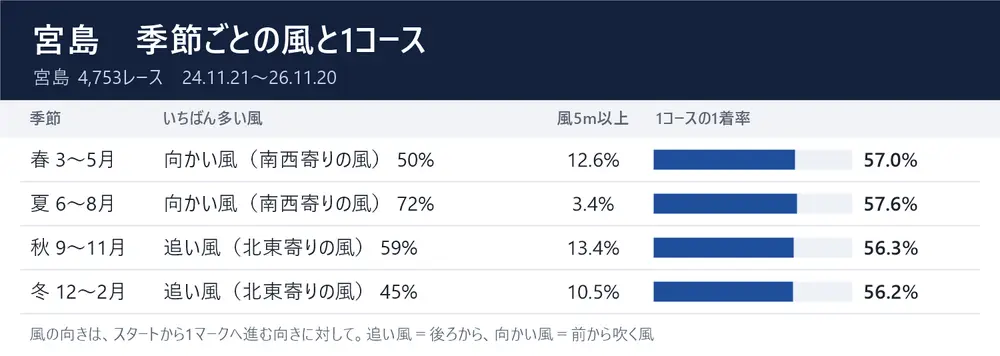 宮島　季節ごとの風と1コース
宮島 4,753レース　24.11.21～26.11.20
季節　いちばん多い風　風5m以上　1コースの1着率
春 3～5月　向かい風（南西寄りの風） 50%　12.6%　57.0%
夏 6～8月　向かい風（南西寄りの風） 72%　3.4%　57.6%
秋 9～11月　追い風（北東寄りの風） 59%　13.4%　56.3%
冬 12～2月　追い風（北東寄りの風） 45%　10.5%　56.2%
風の向きは、スタートから1マークへ進む向きに対して。追い風＝後ろから、向かい風＝前から吹く風